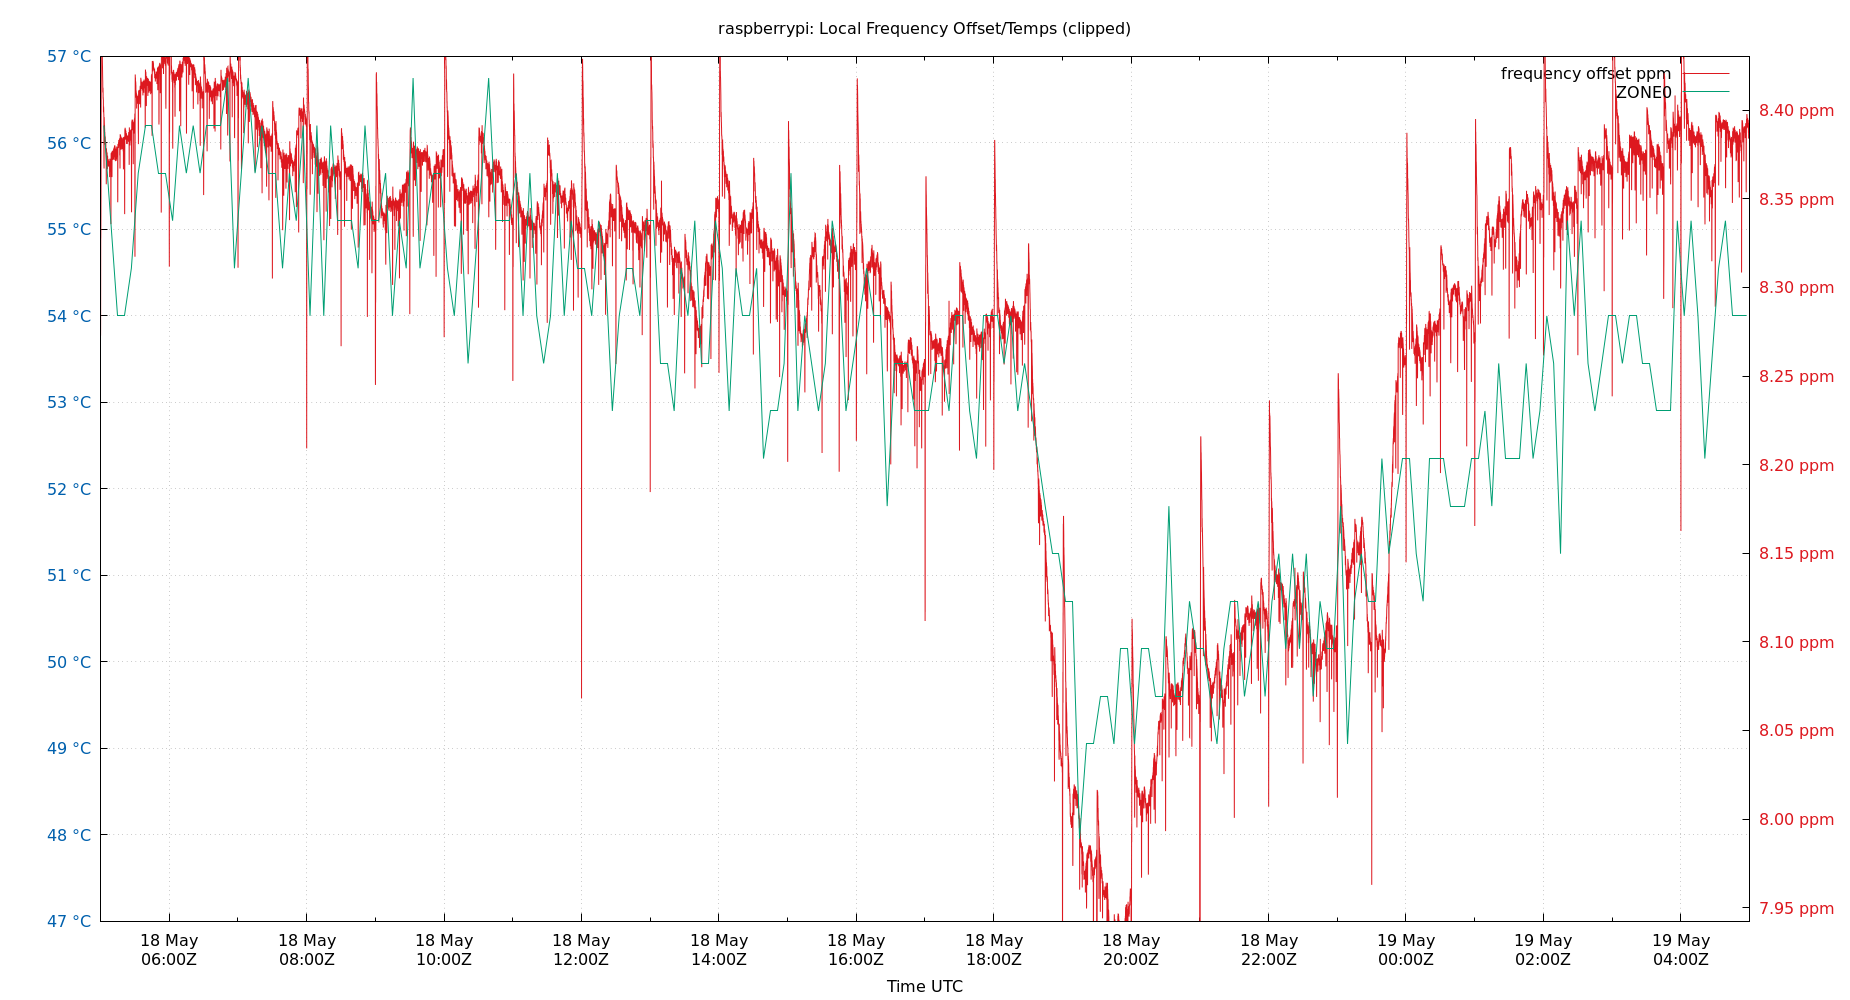 raspberrypi: Local Frequency Offset/Temps (clipped)
57 °C
56 °C
55 °C
54 °C
53 °C
52 °C
51 °C
50 °C
49 °C
48 °C
47 °C
frequency offset ppm
ZONE0
8.40 ppm
8.35 ppm
8.30 ppm
8.25 ppm
8.20 ppm
8.15 ppm
8.10 ppm
8.05 ppm
8.00 ppm
7.95 ppm
18 May 18 May 18 May 18 May 18 May 18 May 18 May 18 May 18 May 19 May 19 May 19 May
06:00Z 08:00Z 10:00Z 12:00Z 14:00Z 16:00Z 18:00Z 20:00Z 22:00Z 00:00Z 02:00Z 04:00Z
Time UTC